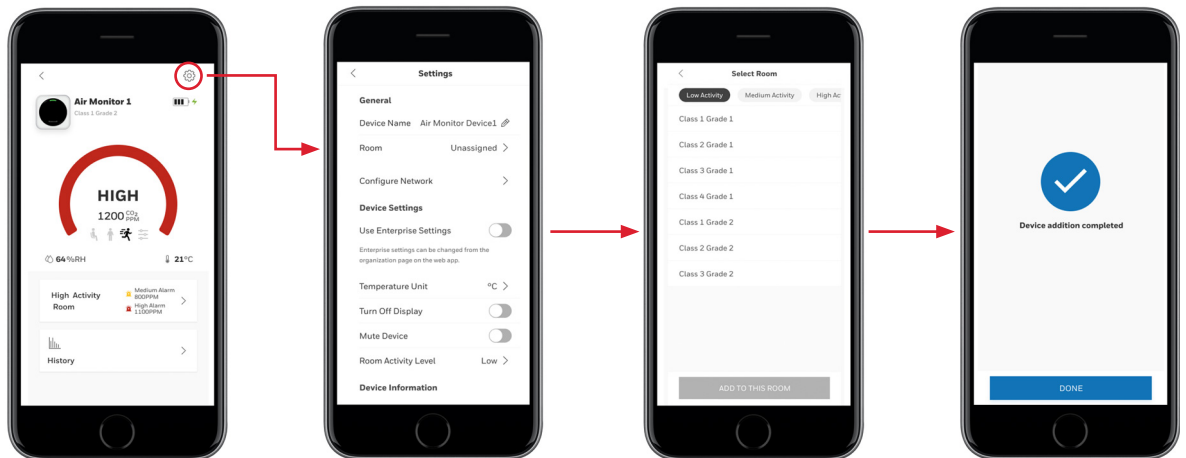 Air Monitor 1
Class 1 Grade 2
HIGH
1200 CO2 PPM
64%RH
21°C
High Activity Room
Medium Alarm
800PPM
High Alarm
1100PPM
History
Settings
General
Device Name Air Monitor Device1
Room Unassigned
Configure Network
Device Settings
Use Enterprise Settings
Enterprise settings can be changed from the
organization page on the web app.
Temperature Unit °C
Turn Off Display
Mute Device
Room Activity Level Low
Device Information
Select Room
Low Activity Medium Activity High Ac
Class 1 Grade 1
Class 2 Grade 1
Class 3 Grade 1
Class 4 Grade 1
Class 1 Grade 2
Class 2 Grade 2
Class 3 Grade 2
ADD TO THIS ROOM
Device addition completed
DONE